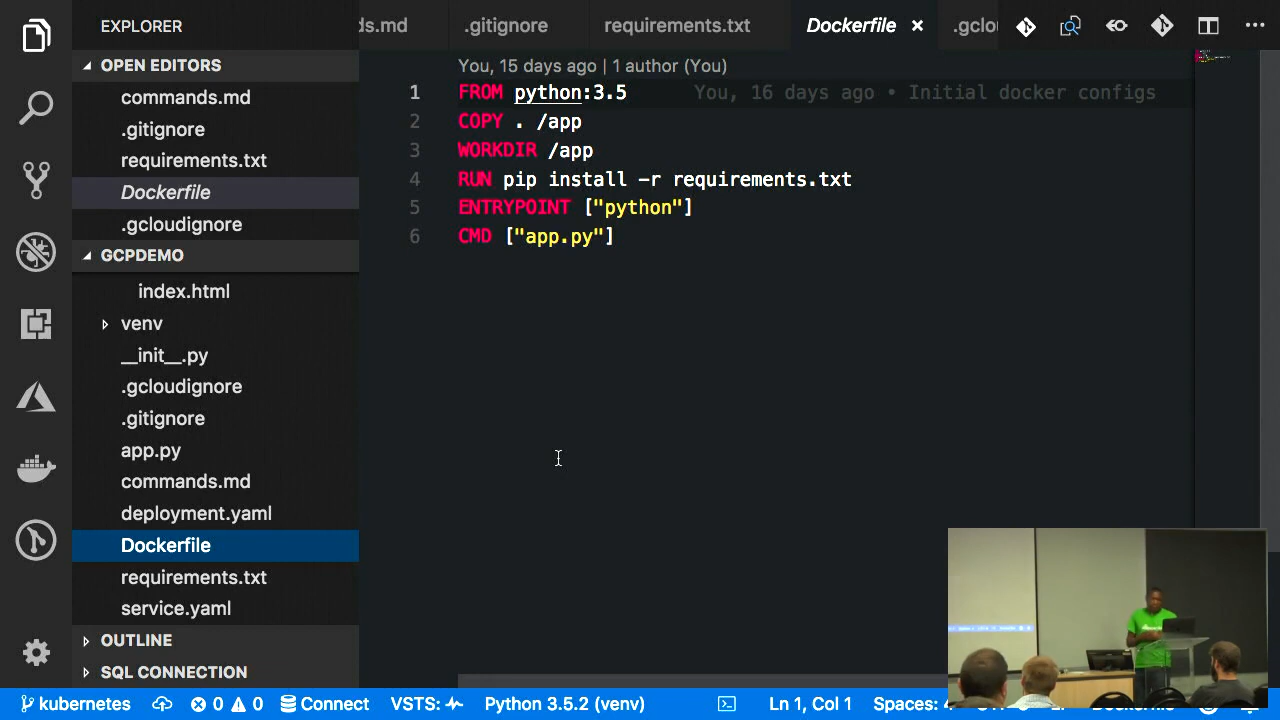 EXPLORER
ds.md .gitignore requirements.txt Dockerfile × .gclou
OPEN EDITORS
commands.md
.gitignore
requirements.txt
Dockerfile
.gcloudignore
GCPDEMO
index.html
venv
__init__.py
.gcloudignore
.gitignore
app.py
commands.md
deployment.yaml
Dockerfile
requirements.txt
service.yaml
OUTLINE
SQL CONNECTION
You, 15 days ago | 1 author (You)
1 FROM python:3.5 You, 16 days ago • Initial docker configs
2 COPY . /app
3 WORKDIR /app
4 RUN pip install -r requirements.txt
5 ENTRYPOINT ["python"]
6 CMD ["app.py"]
kubernetes 0 0 Connect VSTS: Python 3.5.2 (venv) Ln 1, Col 1 Spaces: 4